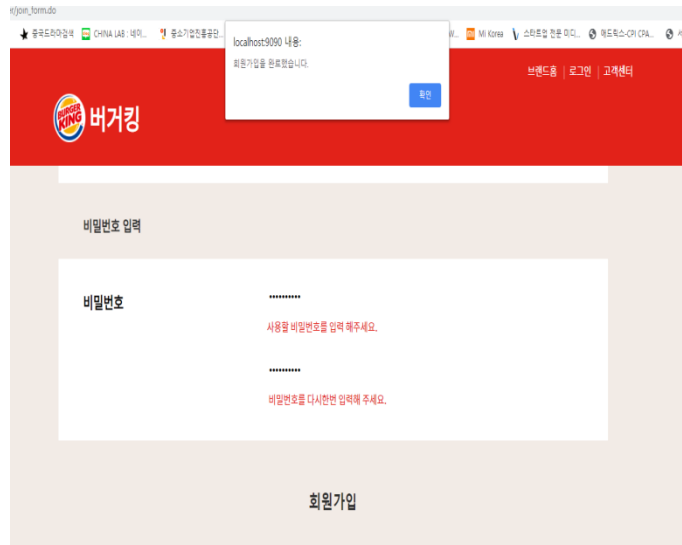 r/join_form.do
중국드라마검색 CHINA LAB : 네이... 중소기업진흥공단... W... Mi Korea 스타트업 전문 미디... 애드릭스-CPI CPA...
localhost:9090 내용:
회원가입을 완료했습니다.
확인
브랜드홈 | 로그인 | 고객센터
BURGER KING 버거킹
비밀번호 입력
비밀번호
••••••••••
사용할 비밀번호를 입력 해주세요.
••••••••••
비밀번호를 다시한번 입력해 주세요.
회원가입